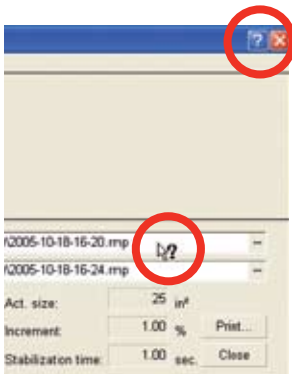 ?
\2005-10-18-16-20.rmp
?
\2005-10-18-16-24.rmp
Act. size: 25 in²
Increment: 1.00 % Print...
Stabilizaton time: 1.00 sec. Close